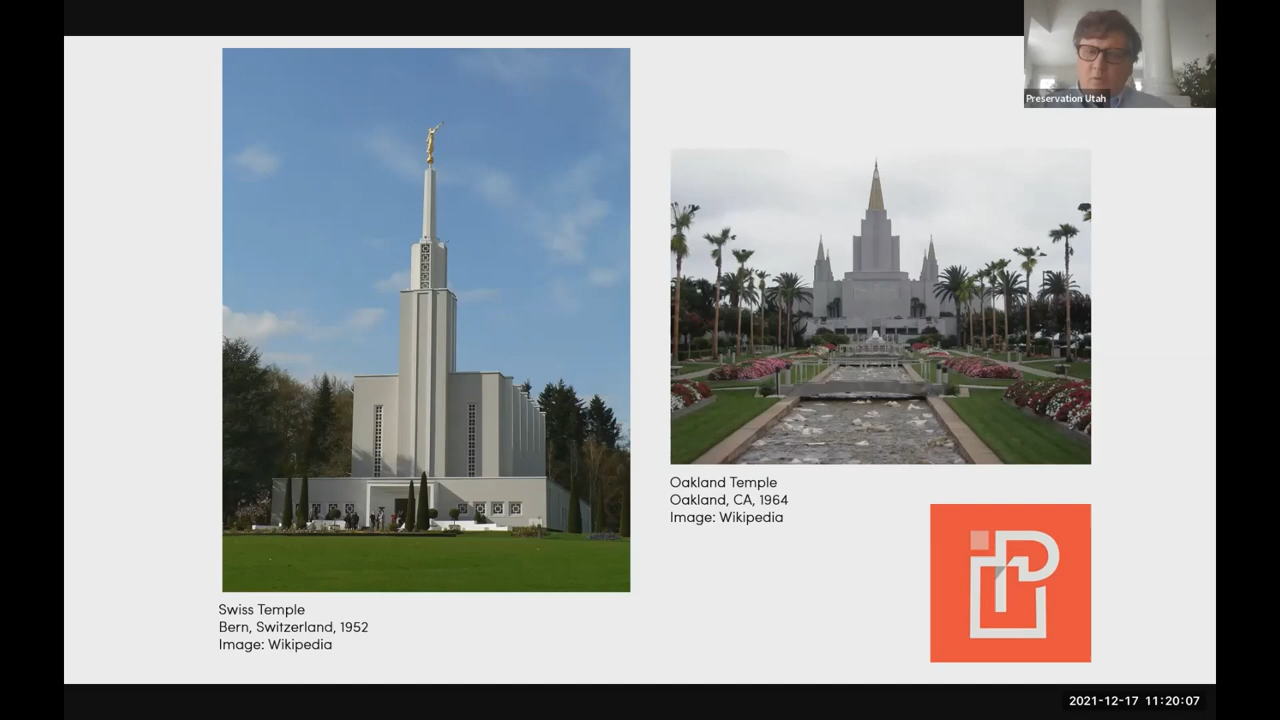 Preservation Utah
Swiss Temple
Bern, Switzerland, 1952
Image: Wikipedia
Oakland Temple
Oakland, CA, 1964
Image: Wikipedia
2021-12-17 11:20:07